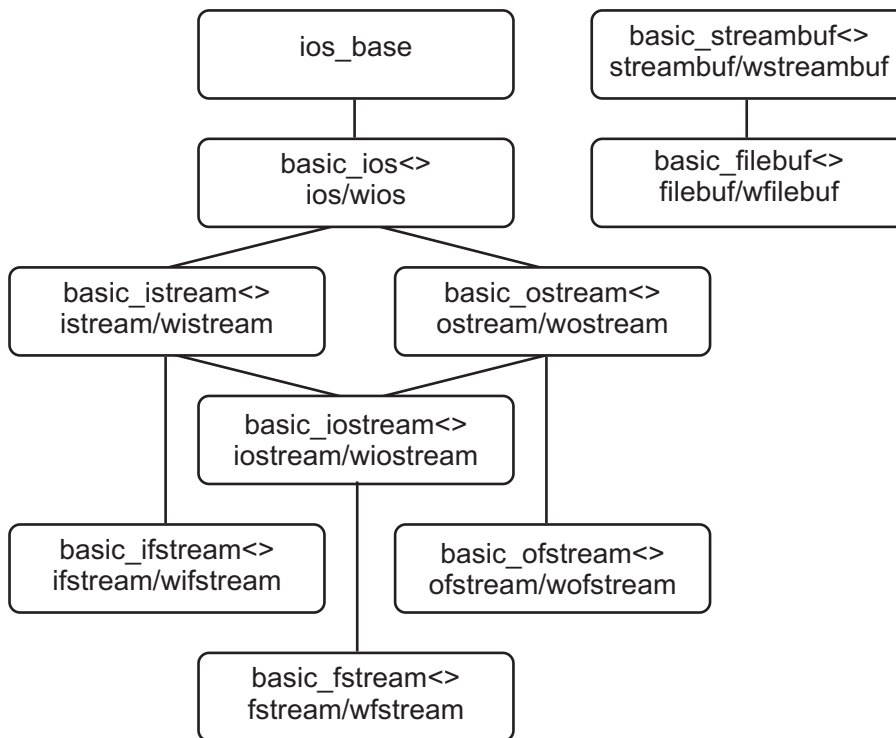 ios_base
basic_streambuf<>
streambuf/wstreambuf
basic_ios<>
ios/wios
basic_filebuf<>
filebuf/wfilebuf
basic_istream<>
istream/wistream
basic_ostream<>
ostream/wostream
basic_iostream<>
iostream/wiostream
basic_ifstream<>
ifstream/wifstream
basic_ofstream<>
ofstream/wofstream
basic_fstream<>
fstream/wfstream